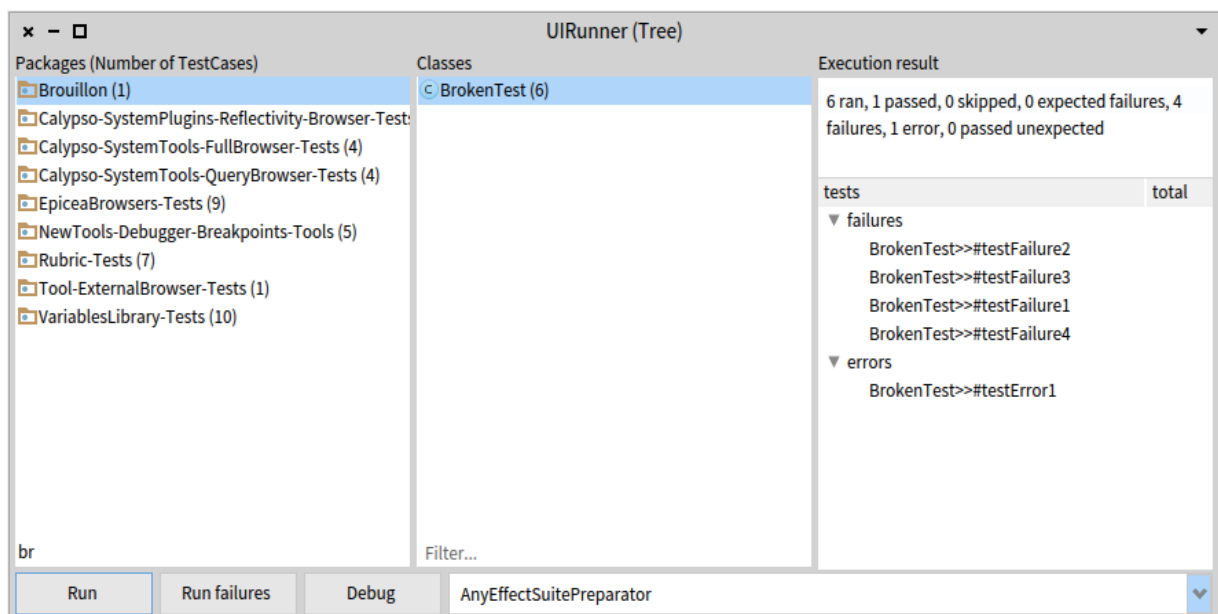 UIRunner (Tree)
Packages (Number of TestCases)
Classes
Execution result
Brouillon (1)
Calypso-SystemPlugins-Reflectivity-Browser-Tests
Calypso-SystemTools-FullBrowser-Tests (4)
Calypso-SystemTools-QueryBrowser-Tests (4)
EpiceaBrowsers-Tests (9)
NewTools-Debugger-Breakpoints-Tools (5)
Rubric-Tests (7)
Tool-ExternalBrowser-Tests (1)
VariablesLibrary-Tests (10)
br
BrokenTest (6)
Filter...
6 ran, 1 passed, 0 skipped, 0 expected failures, 4
failures, 1 error, 0 passed unexpected
tests total
failures
BrokenTest>>#testFailure2
BrokenTest>>#testFailure3
BrokenTest>>#testFailure1
BrokenTest>>#testFailure4
errors
BrokenTest>>#testError1
Run
Run failures
Debug
AnyEffectSuitePreparator